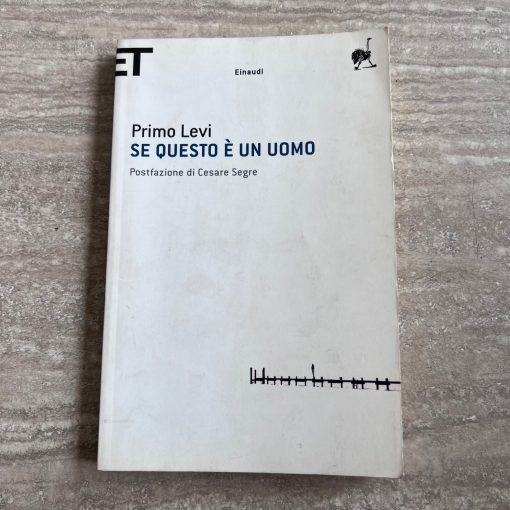 ET
Einaudi
Primo Levi
SE QUESTO È UN UOMO
Postfazione di Cesare Segre